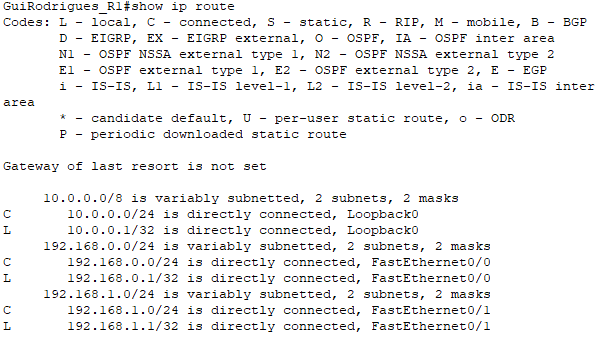 GuiRodrigues_R1#show ip route
Codes: L - local, C - connected, S - static, R - RIP, M - mobile, B - BGP
D - EIGRP, EX - EIGRP external, O - OSPF, IA - OSPF inter area
N1 - OSPF NSSA external type 1, N2 - OSPF NSSA external type 2
E1 - OSPF external type 1, E2 - OSPF external type 2, E - EGP
i - IS-IS, L1 - IS-IS level-1, L2 - IS-IS level-2, ia - IS-IS inter
area
* - candidate default, U - per-user static route, o - ODR
P - periodic downloaded static route
Gateway of last resort is not set
10.0.0.0/8 is variably subnetted, 2 subnets, 2 masks
C 10.0.0.0/24 is directly connected, Loopback0
L 10.0.0.1/32 is directly connected, Loopback0
192.168.0.0/24 is variably subnetted, 2 subnets, 2 masks
C 192.168.0.0/24 is directly connected, FastEthernet0/0
L 192.168.0.1/32 is directly connected, FastEthernet0/0
192.168.1.0/24 is variably subnetted, 2 subnets, 2 masks
C 192.168.1.0/24 is directly connected, FastEthernet0/1
L 192.168.1.1/32 is directly connected, FastEthernet0/1